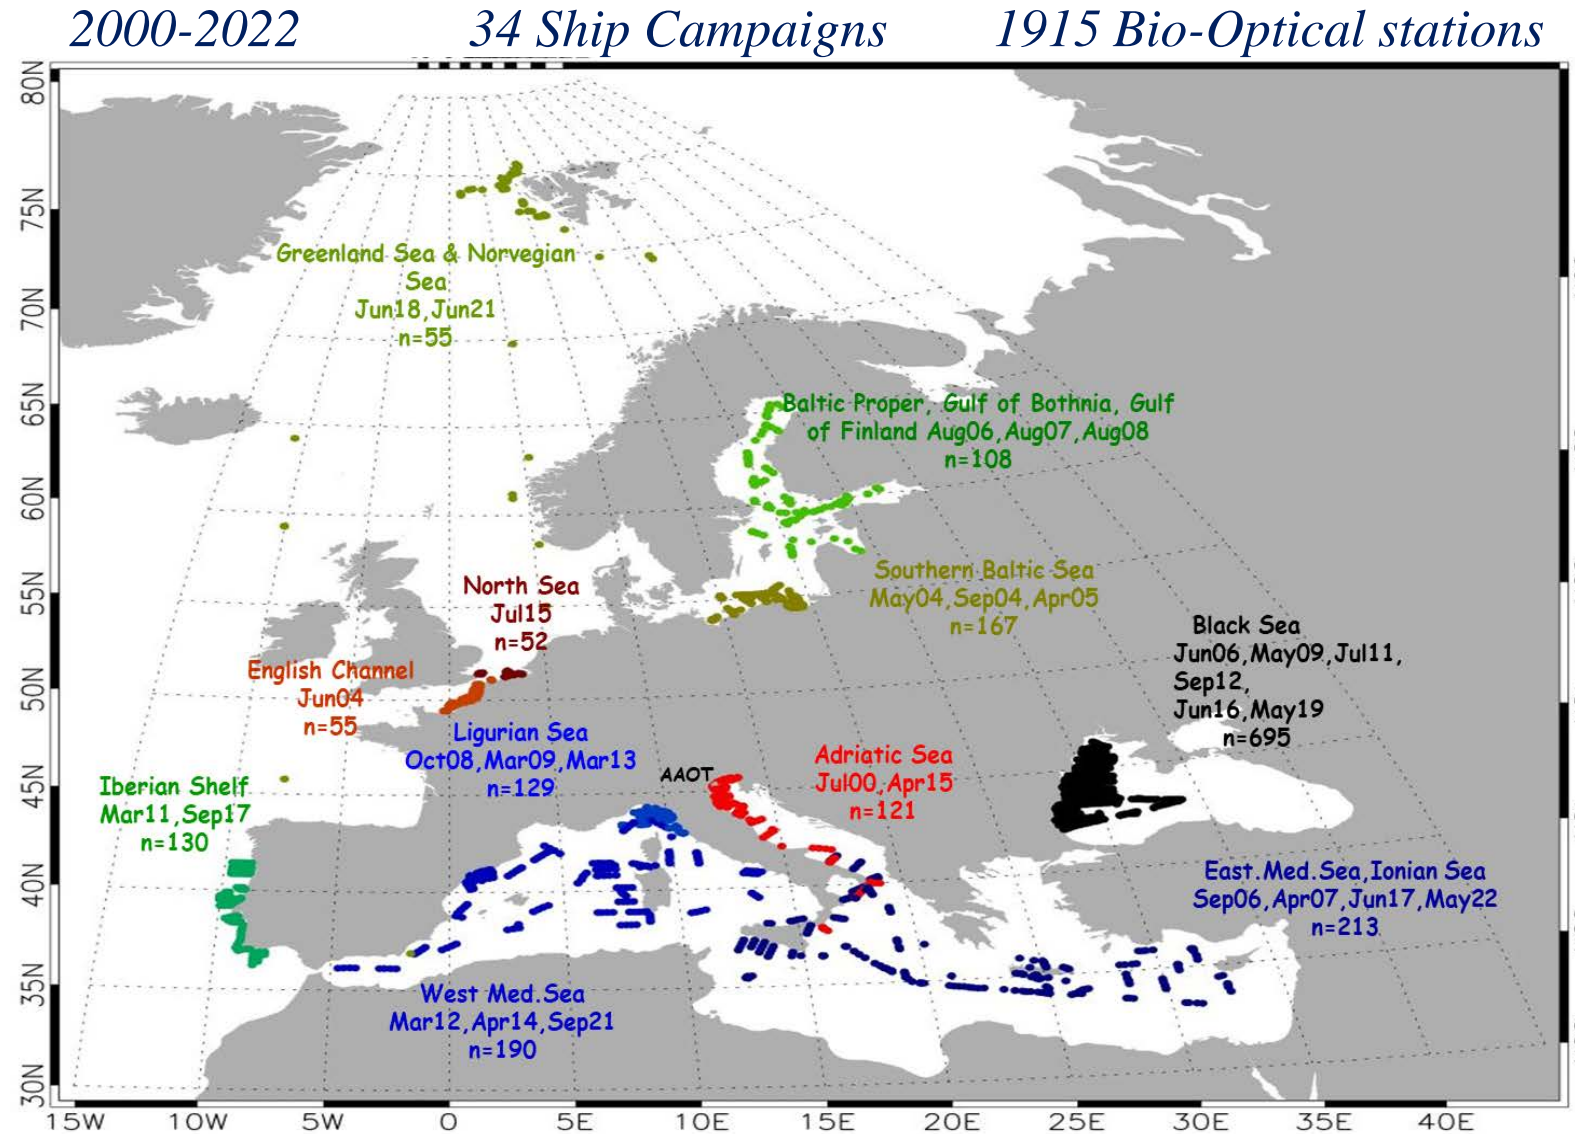 2000-2022 34 Ship Campaigns 1915 Bio-Optical stations
80N
75N
70N
65N
60N
55N
50N
45N
40N
35N
30N
Greenland Sea & Norvegian
Sea
Jun18,Jun21
n=55
Baltic Proper, Gulf of Bothnia, Gulf
of Finland Aug06,Aug07,Aug08
n=108
Southern Baltic Sea
May04,Sep04,Apr05
n=167
North Sea
Jul15
n=52
English Channel
Jun04
n=55
Black Sea
Jun06,May09,Jul11,
Sep12,
Jun16,May19
n=695
Ligurian Sea
Oct08,Mar09,Mar13
n=129
AAOT
Adriatic Sea
Jul00,Apr15
n=121
Iberian Shelf
Mar11,Sep17
n=130
East.Med.Sea,Ionian Sea
Sep06,Apr07,Jun17,May22
n=213
West Med.Sea
Mar12,Apr14,Sep21
n=190
15W 10W 5W 0 5E 10E 15E 20E 25E 30E 35E 40E